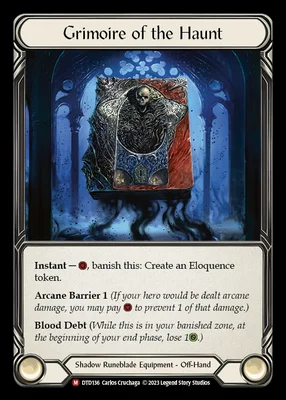 Grimoire of the Haunt
Instant — , banish this: Create an Eloquence
token.
Arcane Barrier 1 (If your hero would be dealt arcane
damage, you may pay to prevent 1 of that damage.)
Blood Debt (While this is in your banished zone, at
the beginning of your end phase, lose 1 .)
Shadow Runeblade Equipment - Off-Hand
M DTD136 Carlos Cruchaga © 2023 Legend Story Studios